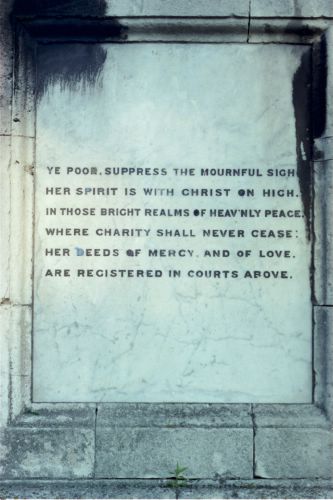 YE POOR, SUPPRESS THE MOURNFUL SIGH
HER SPIRIT IS WITH CHRIST ON HIGH.
IN THOSE BRIGHT REALMS OF HEAV'NLY PEACE,
WHERE CHARITY SHALL NEVER CEASE:
HER DEEDS OF MERCY, AND OF LOVE,
ARE REGISTERED IN COURTS ABOVE.